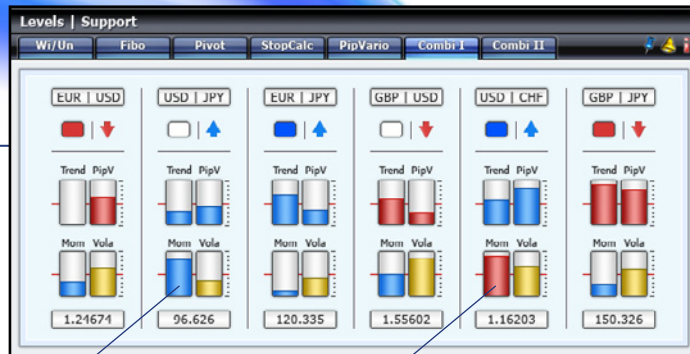 Levels | Support
Wi/Un Fibo Pivot StopCalc PipVario Combi I Combi II
EUR | USD USD | JPY EUR | JPY GBP | USD USD | CHF GBP | JPY
Trend PipV Trend PipV Trend PipV Trend PipV Trend PipV Trend PipV
Mom Vola Mom Vola Mom Vola Mom Vola Mom Vola Mom Vola
1.24674 96.626 120.335 1.55602 1.16203 150.326